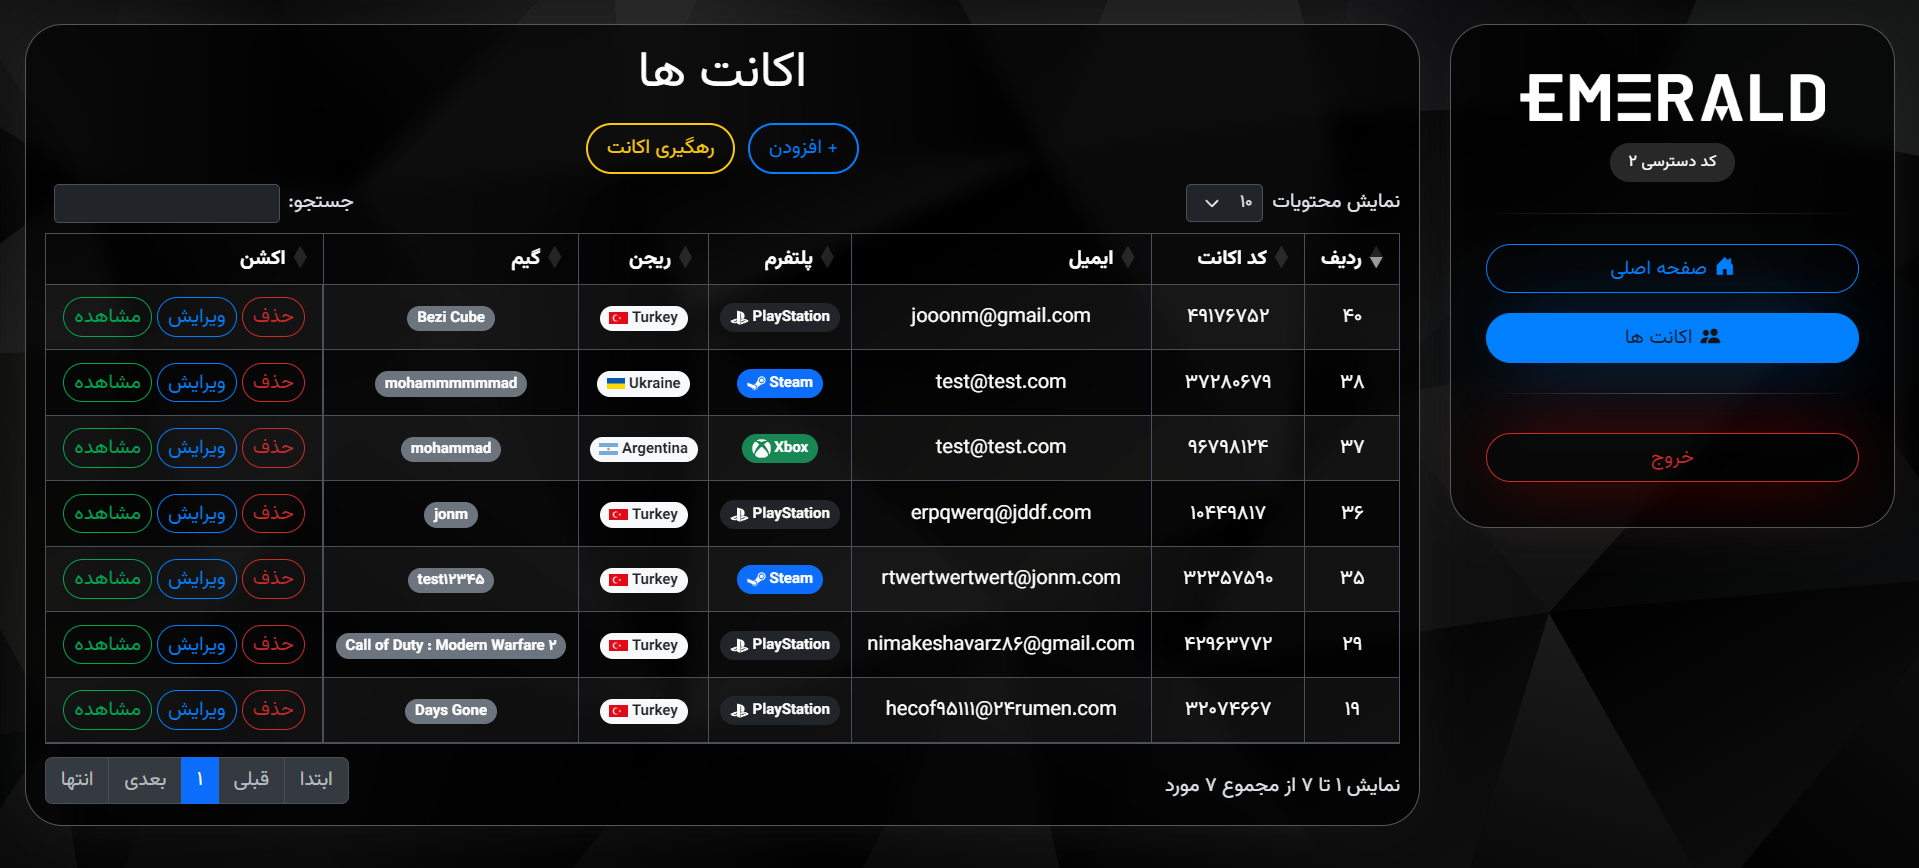 EMERALD
کد دسترسی ۲
صفحه اصلی
اکانت ها
خروج
اکانت ها
+ افزودن
رهگیری اکانت
نمایش محتویات ۱۰
جستجو:
ردیف کد اکانت ایمیل پلتفرم ریجن گیم اکشن
۴۰ ۴۹۱۷۶۷۵۲ jooonm@gmail.com PlayStation Turkey Bezi Cube حذف ویرایش مشاهده
۳۸ ۳۷۲۸۰۶۷۹ test@test.com Steam Ukraine mohammmmmmad حذف ویرایش مشاهده
۳۷ ۹۶۷۹۸۱۲۴ test@test.com Xbox Argentina mohammad حذف ویرایش مشاهده
۳۶ ۱۰۴۴۹۸۱۷ erpqwerq@jddf.com PlayStation Turkey jonm حذف ویرایش مشاهده
۳۵ ۳۲۳۵۷۵۹۰ rtwertwertwert@jonm.com Steam Turkey test۱۲۳۴۵ حذف ویرایش مشاهده
۲۹ ۴۲۹۶۳۷۷۲ nimakeshavarz۸۶@gmail.com PlayStation Turkey Call of Duty : Modern Warfare ۲ حذف ویرایش مشاهده
۱۹ ۳۲۰۷۴۶۶۷ hecof۹۵۱۱۱@۲۴rumen.com PlayStation Turkey Days Gone حذف ویرایش مشاهده
نمایش ۱ تا ۷ از مجموع ۷ مورد
ابتدا قبلی ۱ بعدی انتها